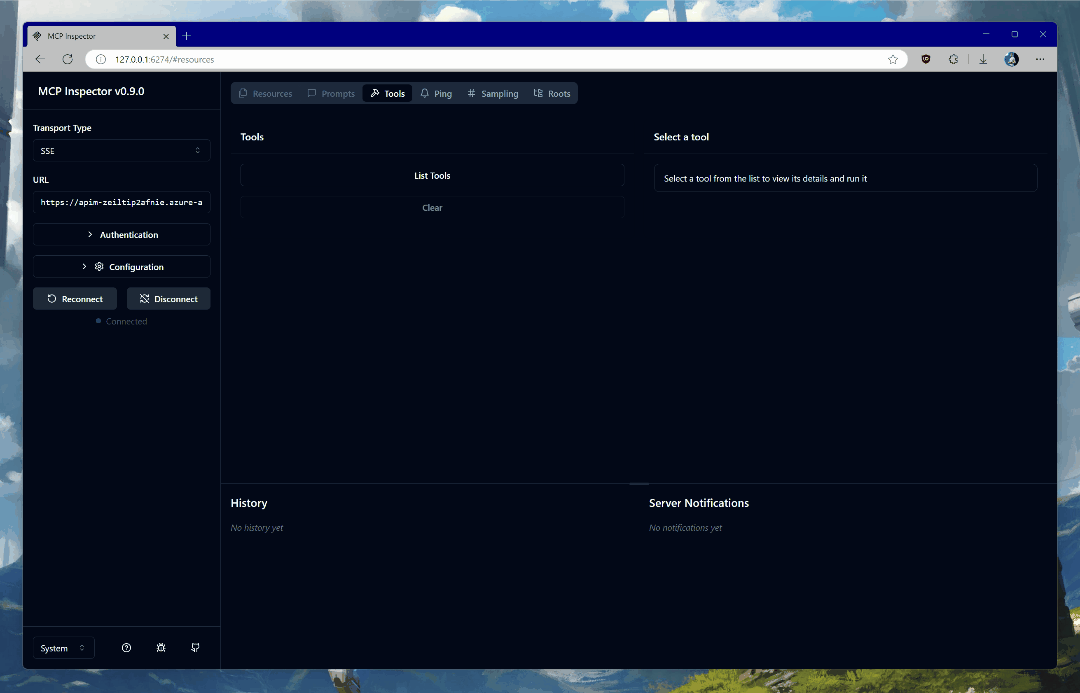 MCP Inspector
127.0.0.1:6274/#resources
MCP Inspector v0.9.0
Resources Prompts Tools Ping Sampling Roots
Transport Type
SSE
URL
https://apim-zeiltip2afnie.azure-a
Authentication
Configuration
Reconnect Disconnect
Connected
Tools
List Tools
Clear
Select a tool
Select a tool from the list to view its details and run it
History
No history yet
Server Notifications
No notifications yet
System